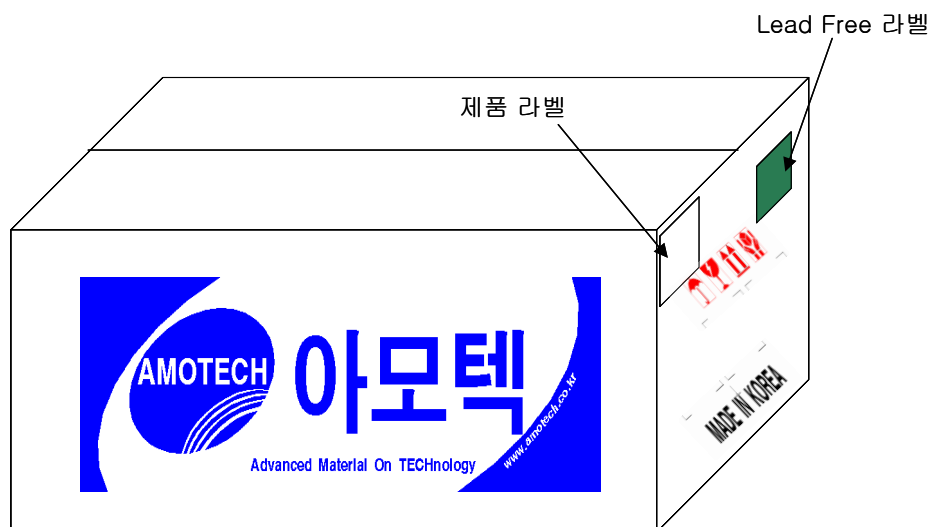 Lead Free 라벨
제품 라벨
AMOTECH
아모텍
Advanced Material On TECHnology
www.amotech.co.kr
MADE IN KOREA